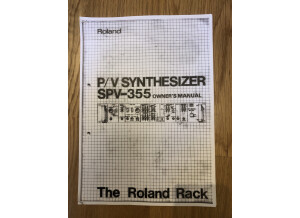 Roland
P/V SYNTHESIZER
SPV-355 OWNER'S MANUAL
The Roland Rack